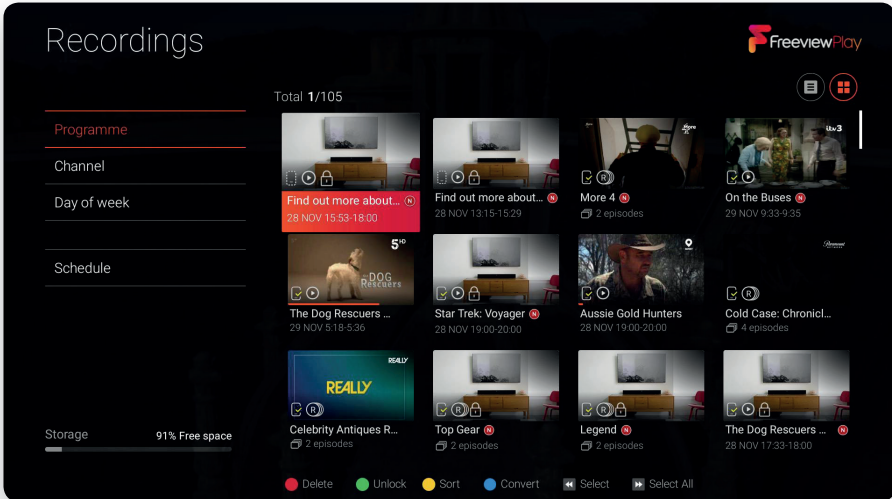 Recordings
FreeviewPlay
Total 1/105
Programme
Channel
Day of week
Schedule
Find out more about... N
28 NOV 15:53-18:00
Find out more about... N
28 NOV 13:15-15:29
more
R
More 4 N
2 episodes
itv3
On the Buses N
29 NOV 9:33-9:35
5HD
The DOG Rescuers
The Dog Rescuers ...
29 NOV 5:18-5:36
Star Trek: Voyager N
28 NOV 19:00-20:00
Aussie Gold Hunters
28 NOV 19:00-20:00
Paramount
R
Cold Case: Chronicl...
4 episodes
REALLY
REALLY
R
Celebrity Antiques R...
2 episodes
R
Top Gear N
2 episodes
R
Legend N
2 episodes
The Dog Rescuers ... N
28 NOV 17:33-18:00
Storage 91% Free space
Delete Unlock Sort Convert Select Select All